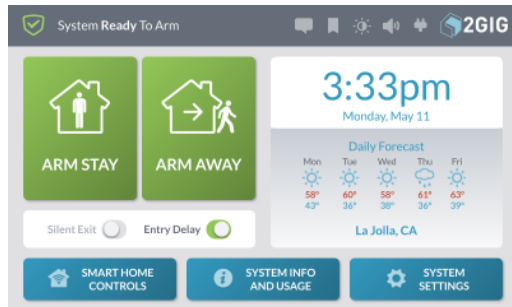 System Ready To Arm
2GIG
ARM STAY
ARM AWAY
Silent Exit
Entry Delay
3:33pm
Monday, May 11
Daily Forecast
Mon Tue Wed Thu Fri
58° 60° 58° 61° 63°
43° 36° 38° 36° 39°
La Jolla, CA
SMART HOME
CONTROLS
SYSTEM INFO
AND USAGE
SYSTEM
SETTINGS